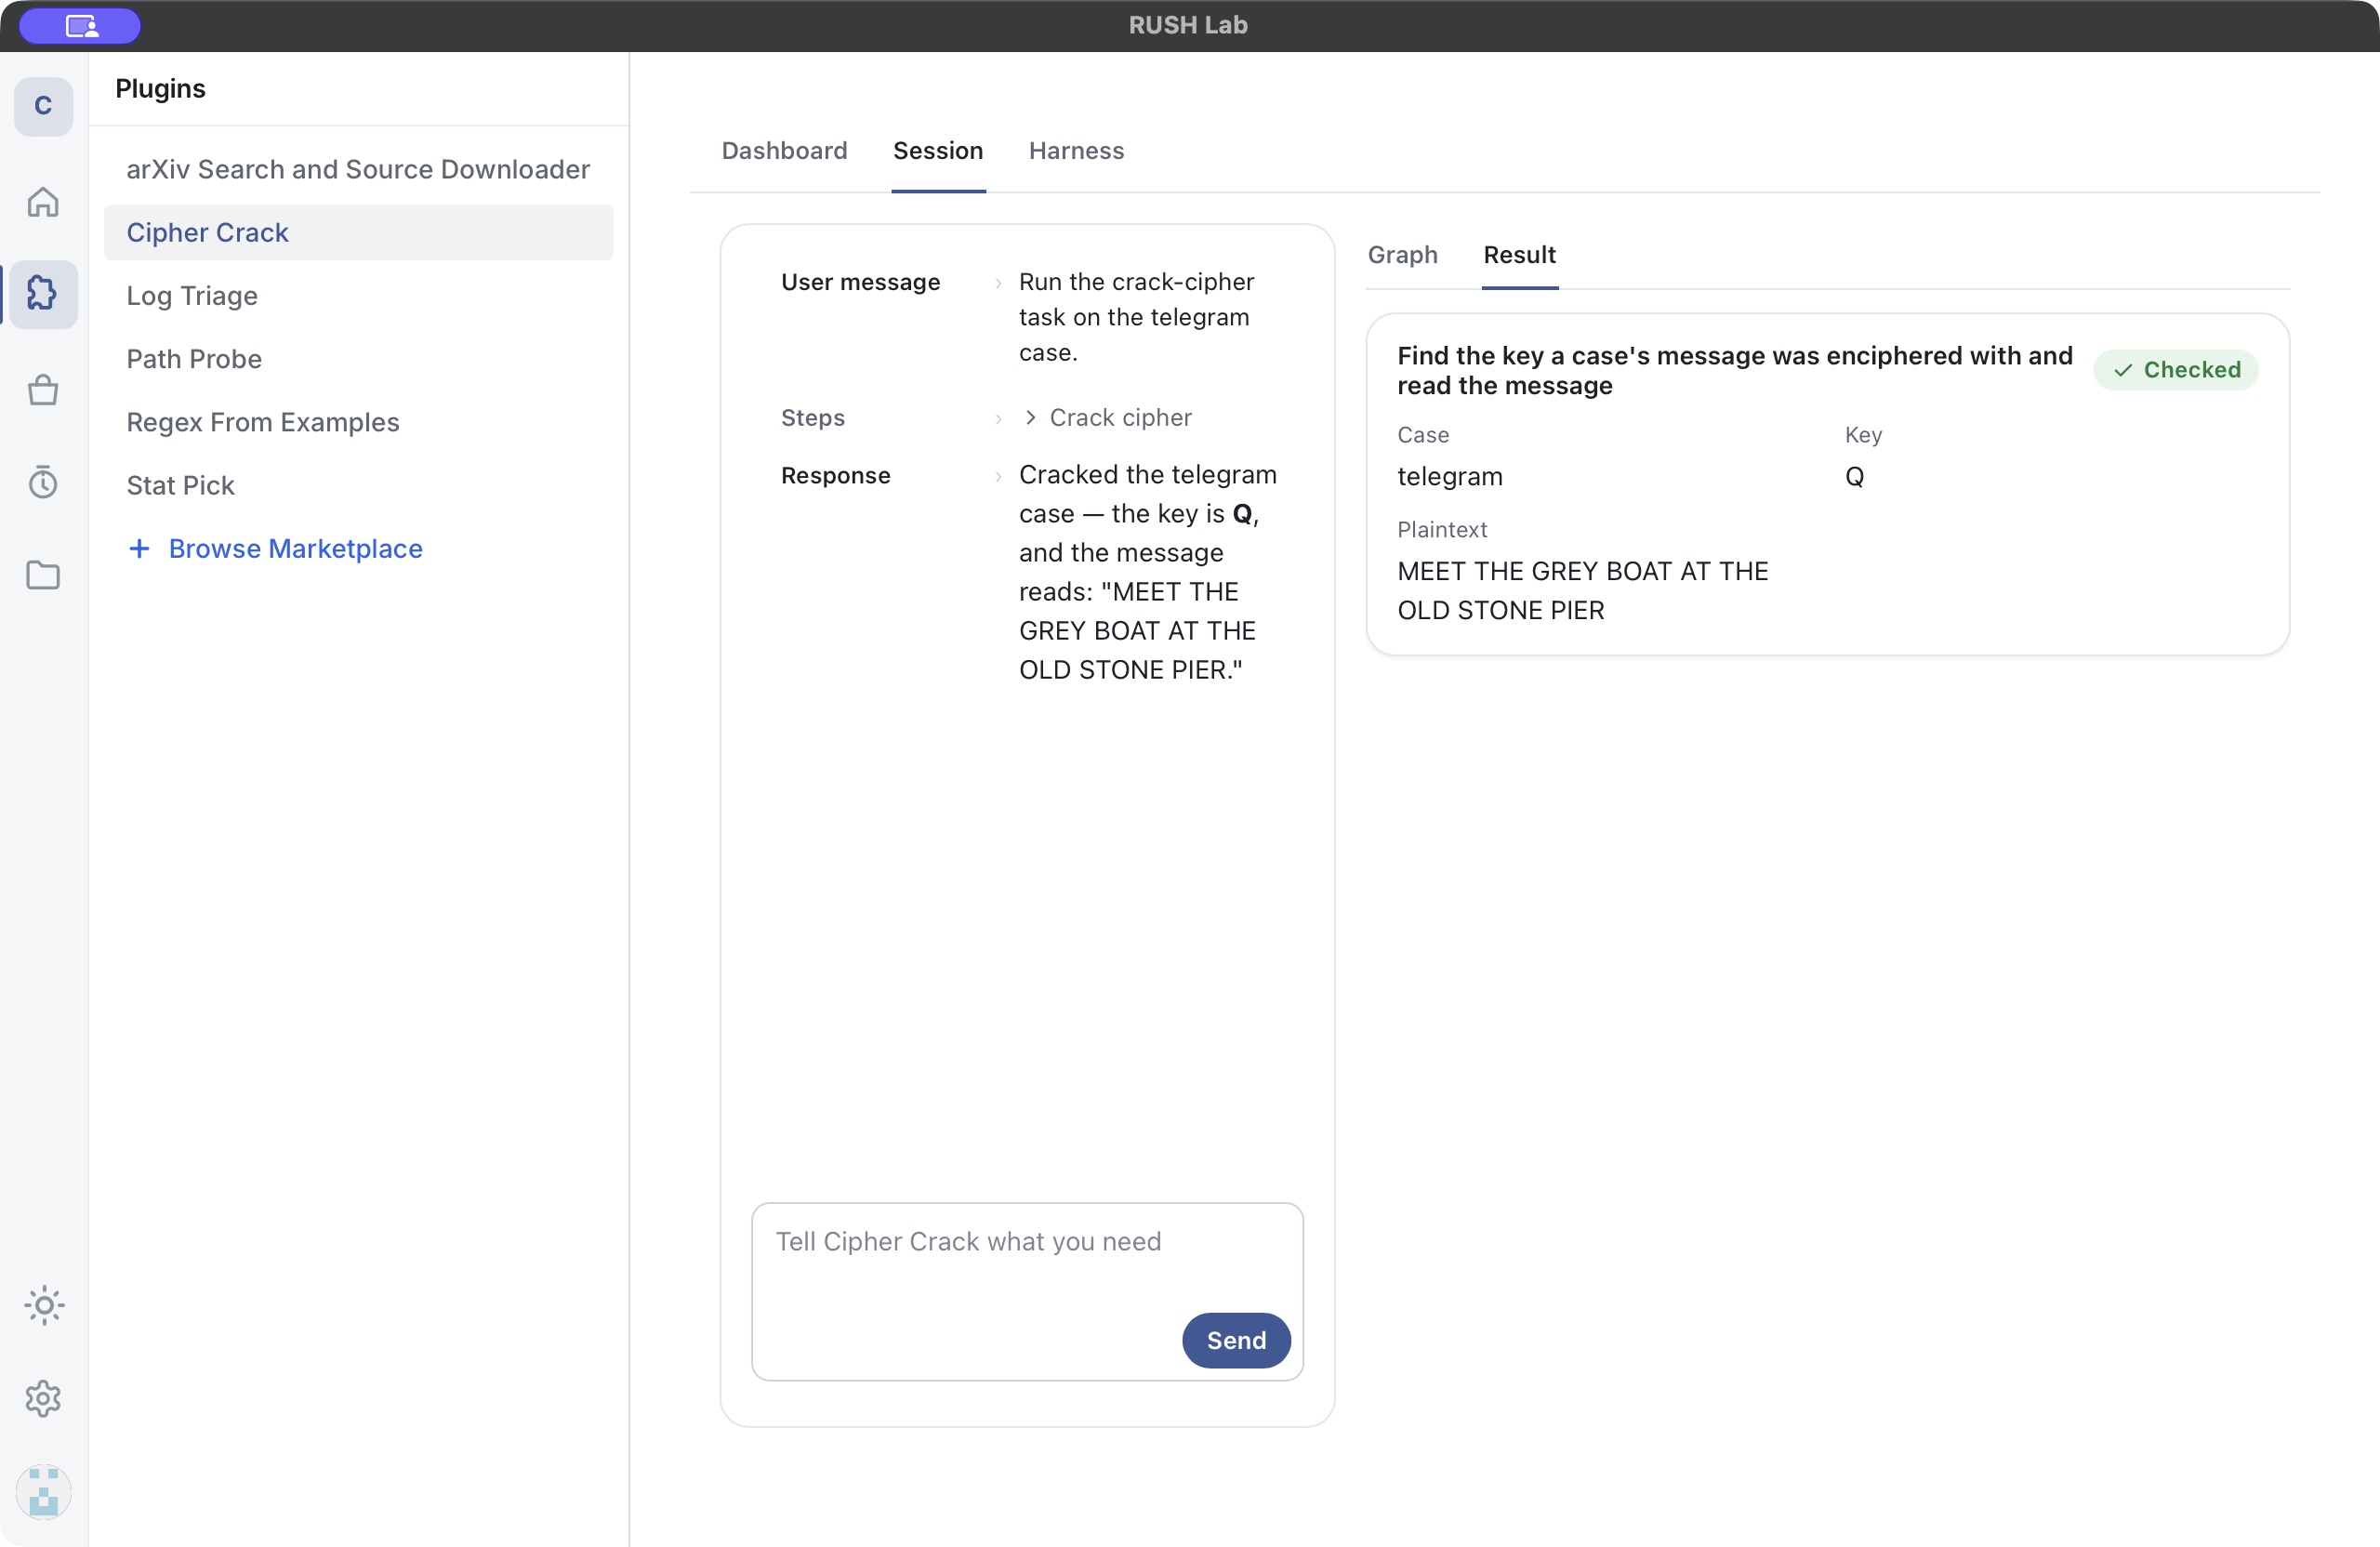 RUSH Lab
C
Plugins
arXiv Search and Source Downloader
Cipher Crack
Log Triage
Path Probe
Regex From Examples
Stat Pick
+ Browse Marketplace
Dashboard
Session
Harness
User message
Run the crack-cipher
task on the telegram
case.
Steps
Crack cipher
Response
Cracked the telegram
case — the key is Q,
and the message
reads: "MEET THE
GREY BOAT AT THE
OLD STONE PIER."
Tell Cipher Crack what you need
Send
Graph
Result
Find the key a case's message was enciphered with and
read the message
Checked
Case
telegram
Key
Q
Plaintext
MEET THE GREY BOAT AT THE
OLD STONE PIER